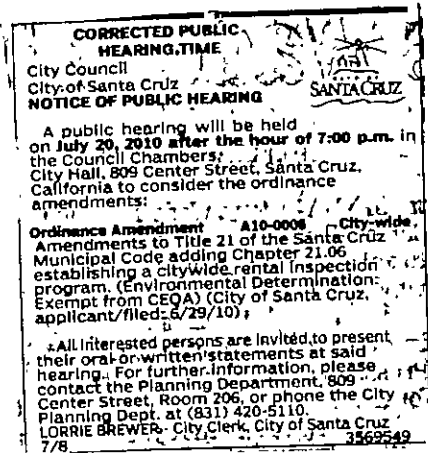 CORRECTED PUBLIC
HEARING TIME
City Council
City of Santa Cruz
NOTICE OF PUBLIC HEARING
SANTA CRUZ
A public hearing will be held
on July 20, 2010 after the hour of 7:00 p.m. in
the Council Chambers,
City Hall, 809 Center Street, Santa Cruz,
California to consider the ordinance
amendments:
Ordinance Amendment A10-0006 City-wide
Amendments to Title 21 of the Santa Cruz
Municipal Code adding Chapter 21.06
establishing a citywide rental inspection
program. (Environmental Determination:
Exempt from CEQA) (City of Santa Cruz,
applicant/filed: 6/29/10)
All interested persons are invited to present
their oral or written statements at said
hearing. For further information, please
contact the Planning Department, 809
Center Street, Room 206, or phone the City
Planning Dept. at (831) 420-5110.
LORRIE BREWER- City Clerk, City of Santa Cruz
7/8 3569549